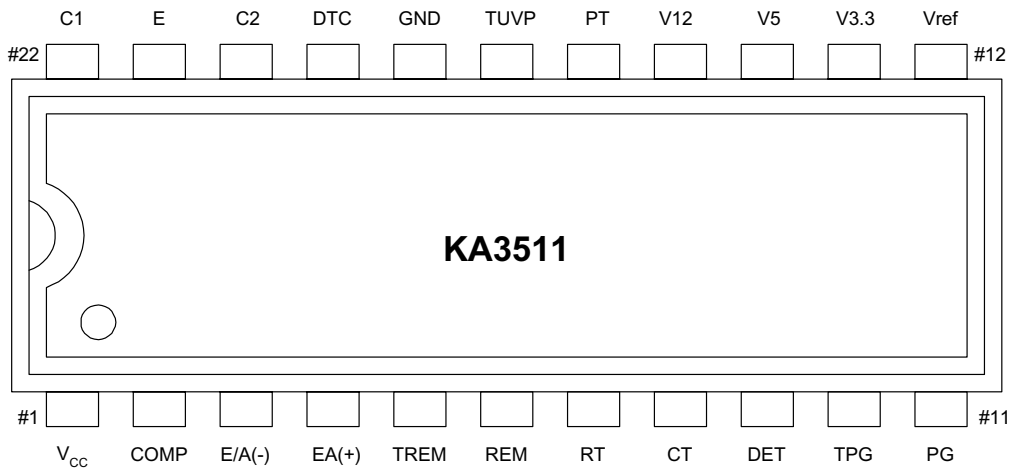 C1 E C2 DTC GND TUVP PT V12 V5 V3.3 Vref
#22 #12
KA3511
#1 #11
VCC COMP E/A(-) EA(+) TREM REM RT CT DET TPG PG